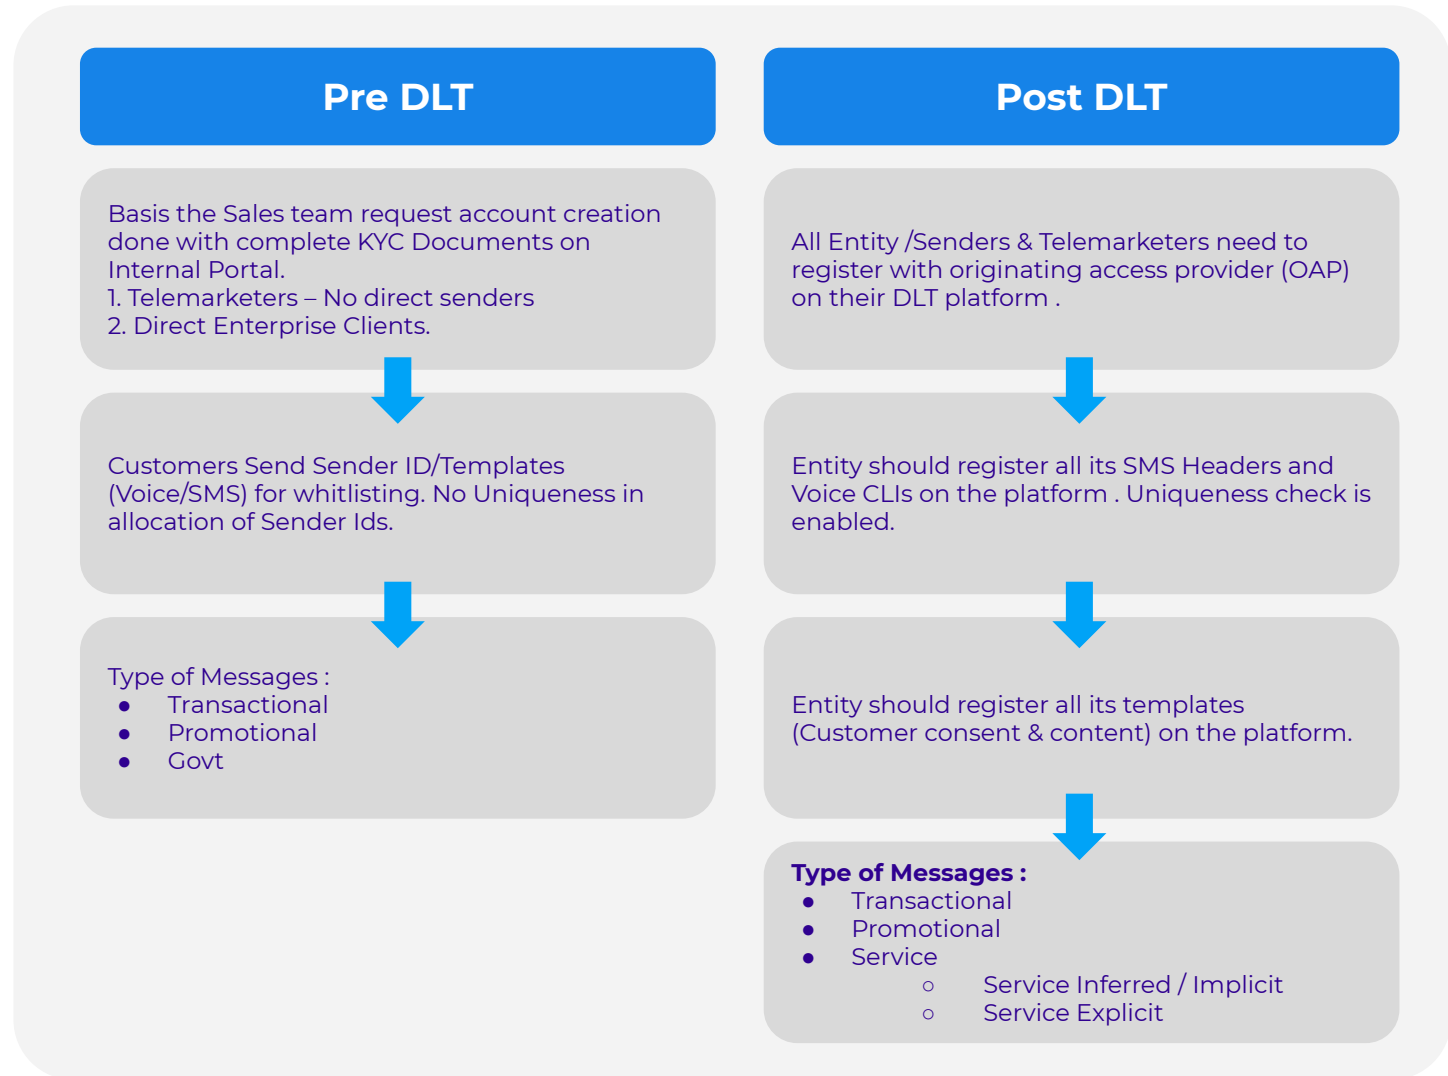 Pre DLT
Basis the Sales team request account creation
done with complete KYC Documents on
Internal Portal.
1. Telemarketers – No direct senders
2. Direct Enterprise Clients.
Customers Send Sender ID/Templates
(Voice/SMS) for whitlisting. No Uniqueness in
allocation of Sender Ids.
Type of Messages :
● Transactional
● Promotional
● Govt
Post DLT
All Entity /Senders & Telemarketers need to
register with originating access provider (OAP)
on their DLT platform .
Entity should register all its SMS Headers and
Voice CLIs on the platform . Uniqueness check is
enabled.
Entity should register all its templates
(Customer consent & content) on the platform.
Type of Messages :
● Transactional
● Promotional
● Service
○ Service Inferred / Implicit
○ Service Explicit